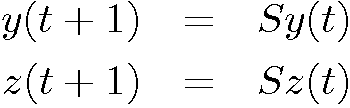 y(t + 1) = Sy(t)
z(t + 1) = Sz(t)